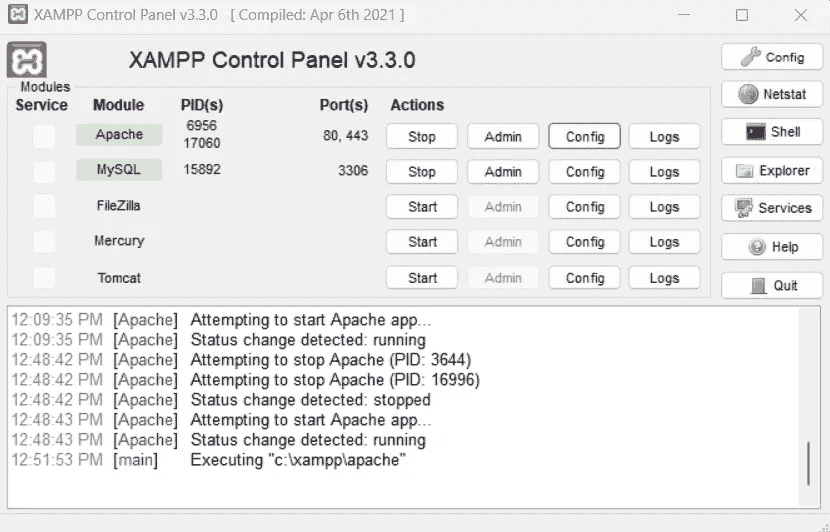 XAMPP Control Panel v3.3.0 [ Compiled: Apr 6th 2021 ]
XAMPP Control Panel v3.3.0
Config
Modules
Service Module PID(s) Port(s) Actions
Netstat
Apache 6956 17060 80, 443 Stop Admin Config Logs
Shell
MySQL 15892 3306 Stop Admin Config Logs
Explorer
FileZilla Start Admin Config Logs
Services
Mercury Start Admin Config Logs
Help
Tomcat Start Admin Config Logs
Quit
12:09:35 PM [Apache] Attempting to start Apache app...
12:09:35 PM [Apache] Status change detected: running
12:48:42 PM [Apache] Attempting to stop Apache (PID: 3644)
12:48:42 PM [Apache] Attempting to stop Apache (PID: 16996)
12:48:42 PM [Apache] Status change detected: stopped
12:48:43 PM [Apache] Attempting to start Apache app...
12:48:43 PM [Apache] Status change detected: running
12:51:53 PM [main] Executing "c:\xampp\apache"